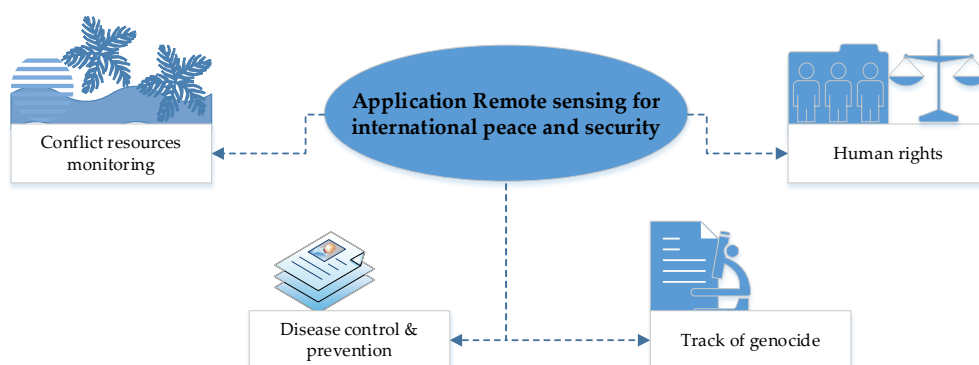 Application Remote sensing for
international peace and security
Conflict resources
monitoring
Human rights
Disease control &
prevention
Track of genocide